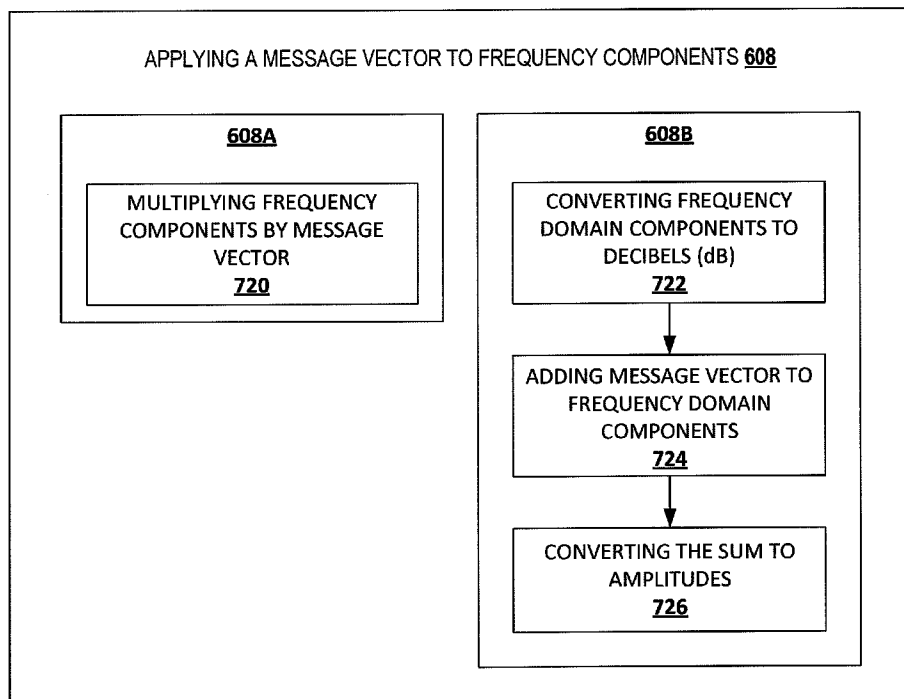 APPLYING A MESSAGE VECTOR TO FREQUENCY COMPONENTS 608
608A
MULTIPLYING FREQUENCY
COMPONENTS BY MESSAGE
VECTOR
720
608B
CONVERTING FREQUENCY
DOMAIN COMPONENTS TO
DECIBELS (dB)
722
ADDING MESSAGE VECTOR TO
FREQUENCY DOMAIN
COMPONENTS
724
CONVERTING THE SUM TO
AMPLITUDES
726